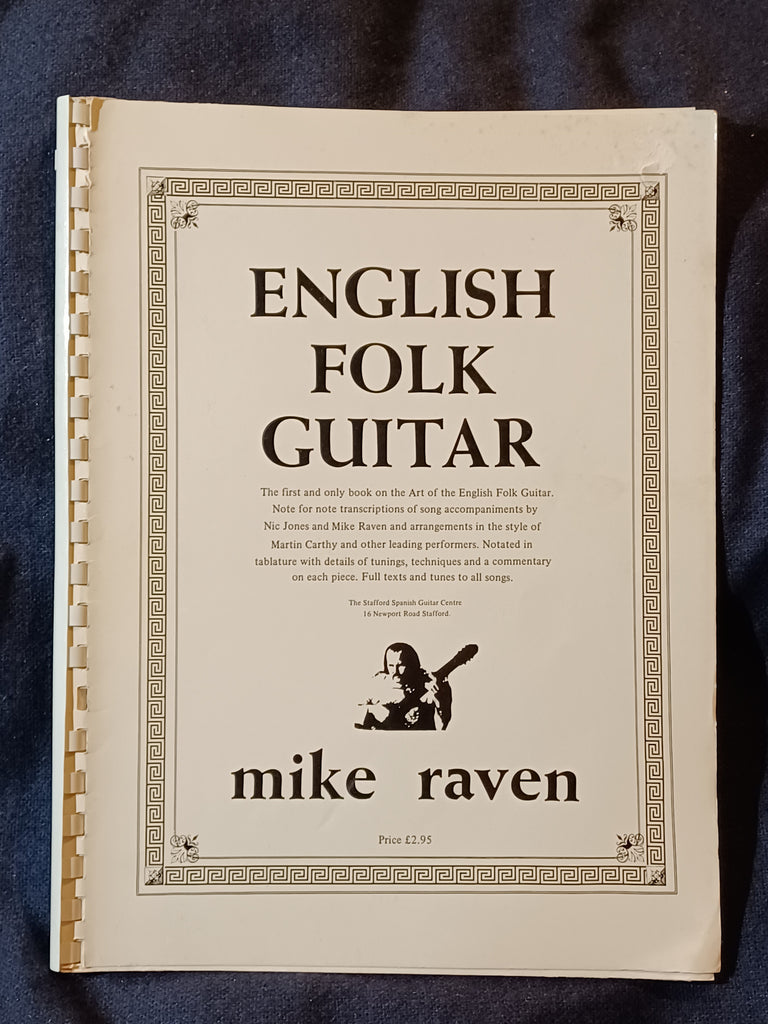 ENGLISH
FOLK
GUITAR
The first and only book on the Art of the English Folk Guitar.
Note for note transcriptions of song accompaniments by
Nic Jones and Mike Raven and arrangements in the style of
Martin Carthy and other leading performers. Notated in
tablature with details of tunings, techniques and a commentary
on each piece. Full texts and tunes to all songs.
The Stafford Spanish Guitar Centre
16 Newport Road Stafford.
mike raven
Price £2.95